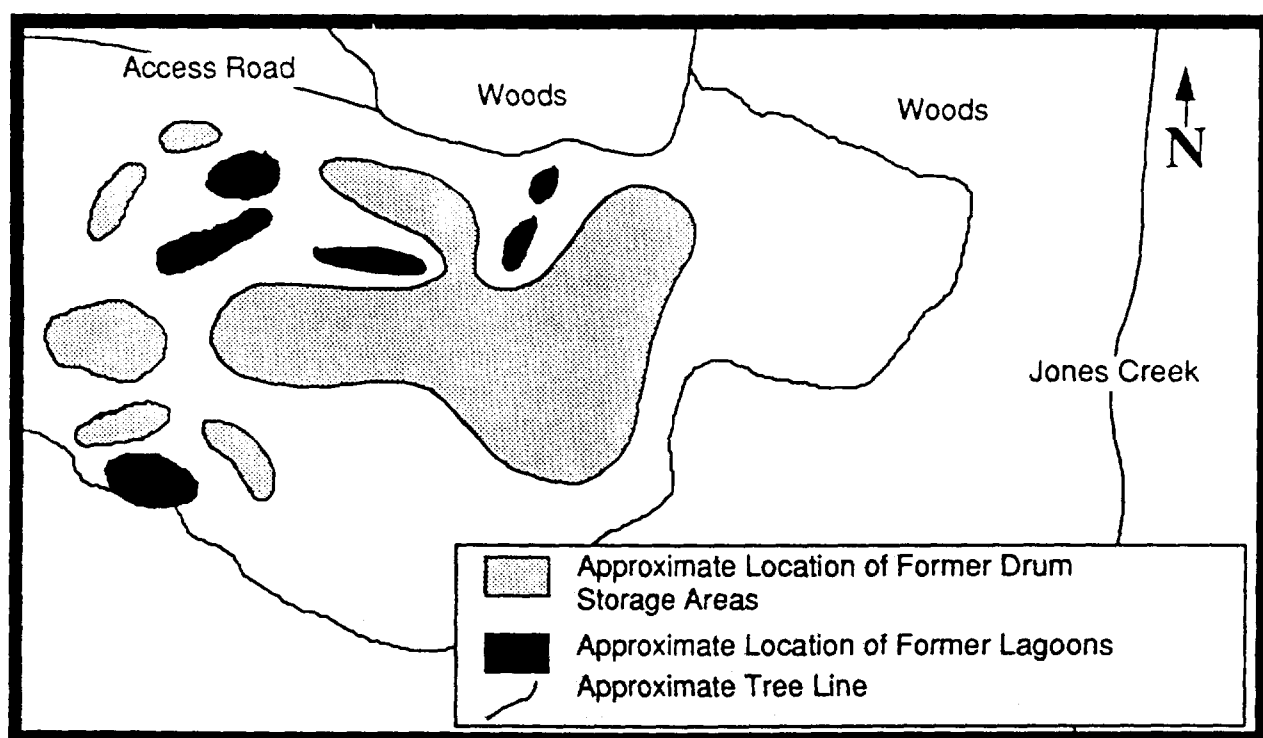 Access Road
Woods
Woods
N
Jones Creek
Approximate Location of Former Drum
Storage Areas
Approximate Location of Former Lagoons
Approximate Tree Line